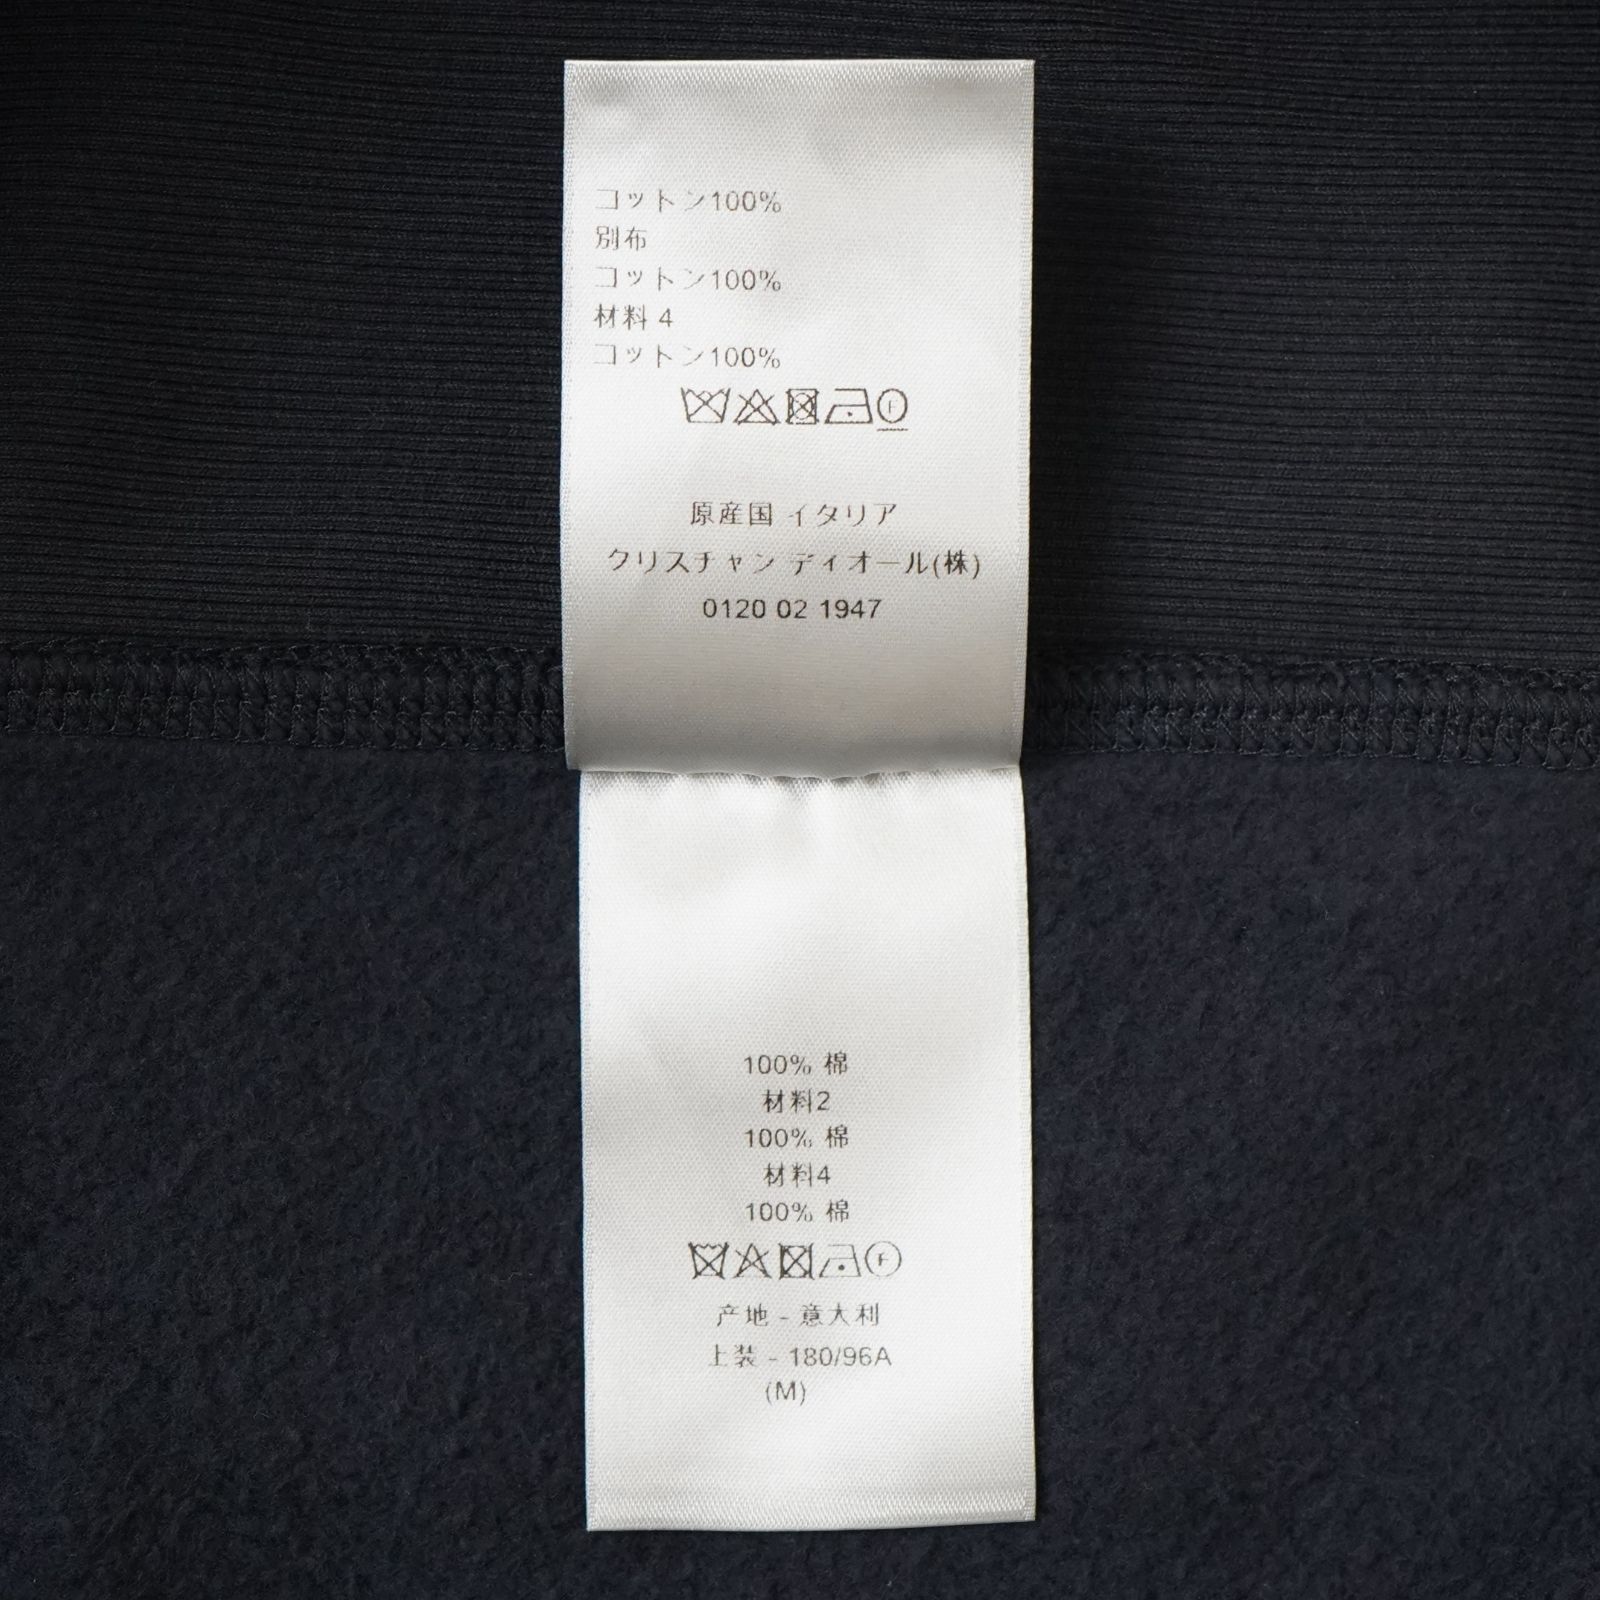 コットン100%
別布
コットン100%
材料 4
コットン100%
F
原産国 イタリア
クリスチャン ディオール(株)
0120 02 1947
100% 棉
材料2
100% 棉
材料4
100% 棉
F
产地 - 意大利
上装 - 180/96A
(M)